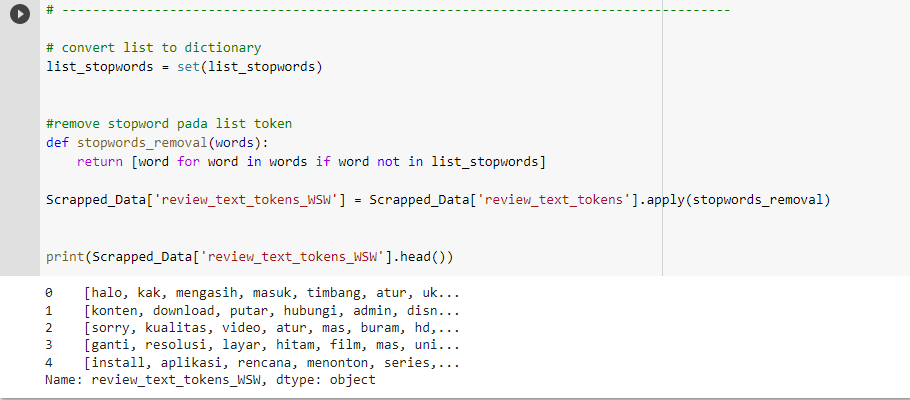 # ---------------------------------------------------------------------------------------
# convert list to dictionary
list_stopwords = set(list_stopwords)
#remove stopword pada list token
def stopwords_removal(words):
    return [word for word in words if word not in list_stopwords]
Scrapped_Data['review_text_tokens_WSW'] = Scrapped_Data['review_text_tokens'].apply(stopwords_removal)
print(Scrapped_Data['review_text_tokens_WSW'].head())
0    [halo, kak, mengasih, masuk, timbang, atur, uk...
1    [konten, download, putar, hubungi, admin, disn...
2    [sorry, kualitas, video, atur, mas, buram, hd,...
3    [ganti, resolusi, layar, hitam, film, mas, uni...
4    [install, aplikasi, rencana, menonton, series,...
Name: review_text_tokens_WSW, dtype: object